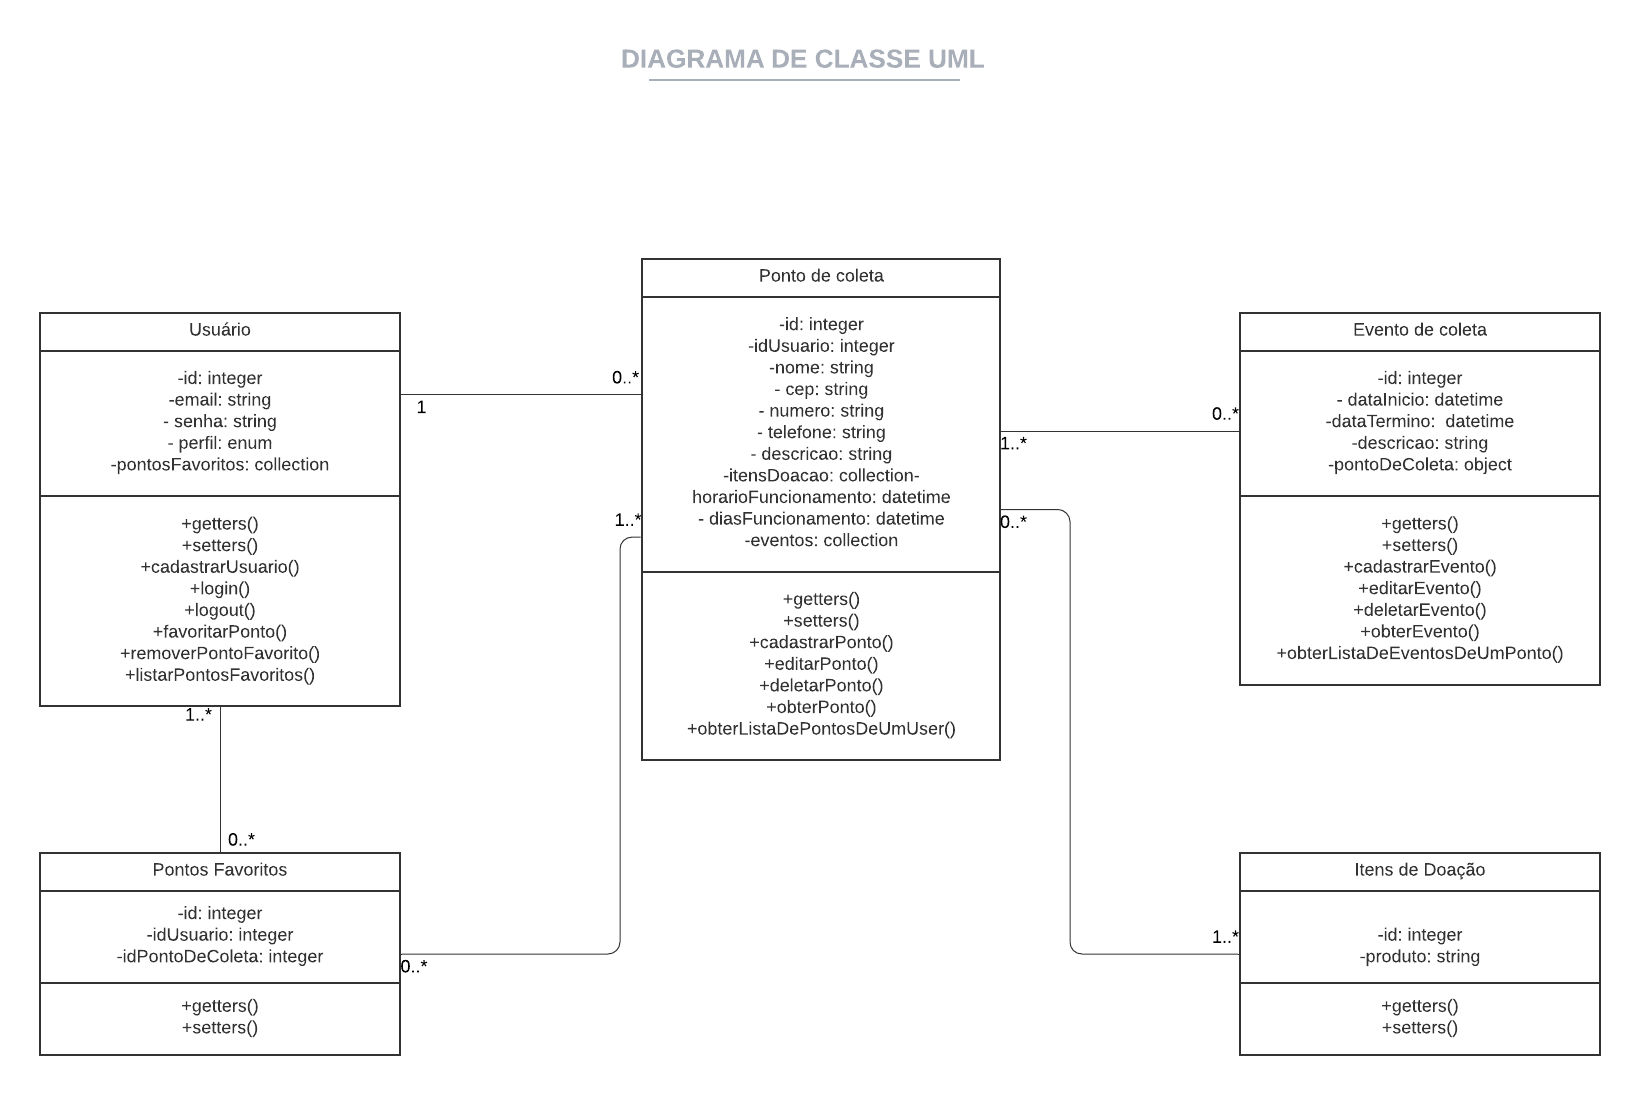 DIAGRAMA DE CLASSE UML
Usuário
-id: integer
-email: string
- senha: string
- perfil: enum
-pontosFavoritos: collection
+getters()
+setters()
+cadastrarUsuario()
+login()
+logout()
+favoritarPonto()
+removerPontoFavorito()
+listarPontosFavoritos()
1
0..*
Ponto de coleta
-id: integer
-idUsuario: integer
-nome: string
- cep: string
- numero: string
- telefone: string
- descricao: string
-itensDoacao: collection-
horarioFuncionamento: datetime
- diasFuncionamento: datetime
-eventos: collection
+getters()
+setters()
+cadastrarPonto()
+editarPonto()
+deletarPonto()
+obterPonto()
+obterListaDePontosDeUmUser()
1..*
0..*
Evento de coleta
-id: integer
- dataInicio: datetime
-dataTermino:  datetime
-descricao: string
-pontoDeColeta: object
+getters()
+setters()
+cadastrarEvento()
+editarEvento()
+deletarEvento()
+obterEvento()
+obterListaDeEventosDeUmPonto()
1..*
0..*
Pontos Favoritos
-id: integer
-idUsuario: integer
-idPontoDeColeta: integer
+getters()
+setters()
0..*
1..*
0..*
1..*
Itens de Doação
-id: integer
-produto: string
+getters()
+setters()